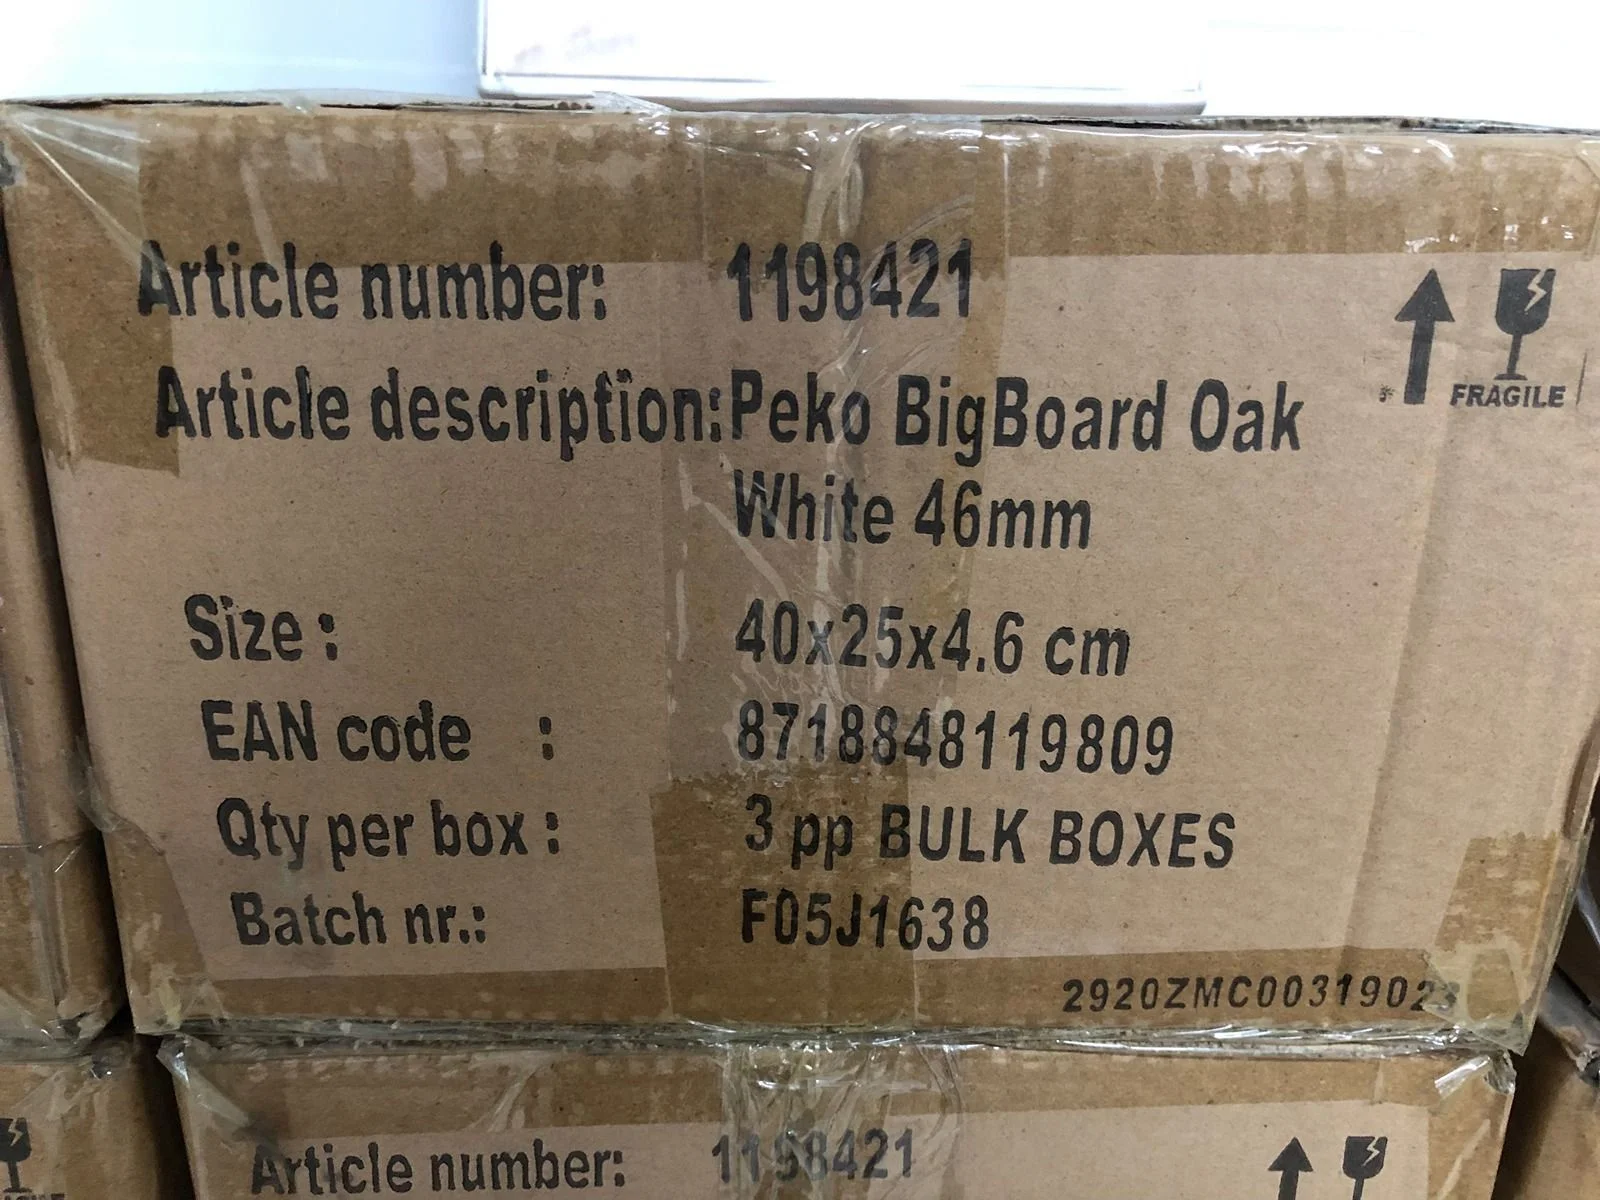 Article number: 1198421
Article description: Peko BigBoard Oak
White 46mm
FRAGILE
Size : 40x25x4.6 cm
EAN code : 8718848119809
Qty per box : 3 pp BULK BOXES
Batch nr.: F05J1638
Article number: 1198421